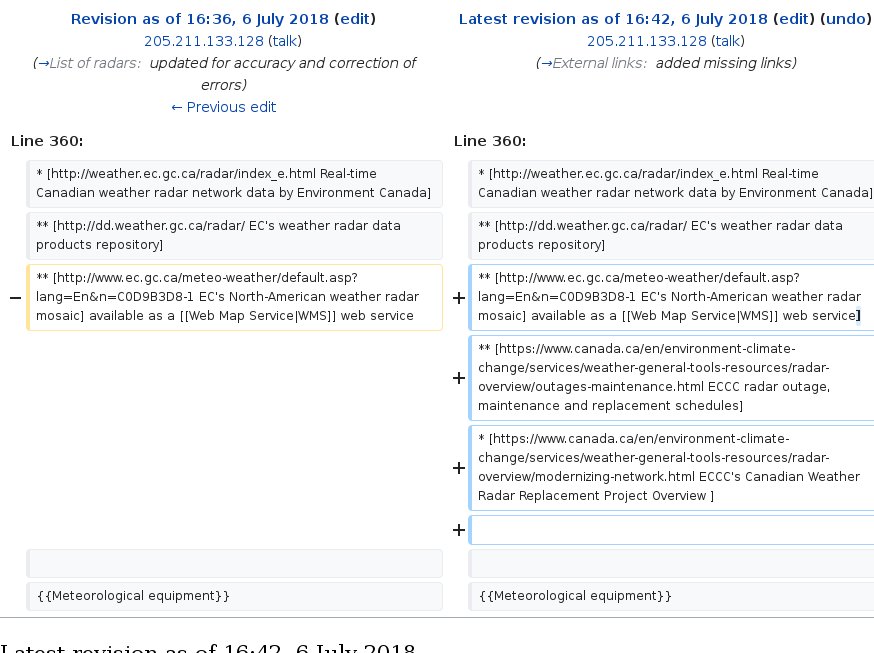 Revision as of 16:36, 6 July 2018 (edit)
205.211.133.128 (talk)
(→List of radars: updated for accuracy and correction of
errors)
← Previous edit
Latest revision as of 16:42, 6 July 2018 (edit) (undo)
205.211.133.128 (talk)
(→External links: added missing links)
Line 360:
Line 360:
* [http://weather.ec.gc.ca/radar/index_e.html Real-time
Canadian weather radar network data by Environment Canada]
* [http://weather.ec.gc.ca/radar/index_e.html Real-time
Canadian weather radar network data by Environment Canada]
** [http://dd.weather.gc.ca/radar/ EC's weather radar data
products repository]
** [http://dd.weather.gc.ca/radar/ EC's weather radar data
products repository]
− ** [http://www.ec.gc.ca/meteo-weather/default.asp?
lang=En&n=C0D9B3D8-1 EC's North-American weather radar
mosaic] available as a [[Web Map Service|WMS]] web service
+ ** [http://www.ec.gc.ca/meteo-weather/default.asp?
lang=En&n=C0D9B3D8-1 EC's North-American weather radar
mosaic] available as a [[Web Map Service|WMS]] web service]
+ ** [https://www.canada.ca/en/environment-climate-
change/services/weather-general-tools-resources/radar-
overview/outages-maintenance.html ECCC radar outage,
maintenance and replacement schedules]
+ * [https://www.canada.ca/en/environment-climate-
change/services/weather-general-tools-resources/radar-
overview/modernizing-network.html ECCC's Canadian Weather
Radar Replacement Project Overview ]
+
{{Meteorological equipment}}
{{Meteorological equipment}}
Latest revision as of 16:42, 6 July 2018